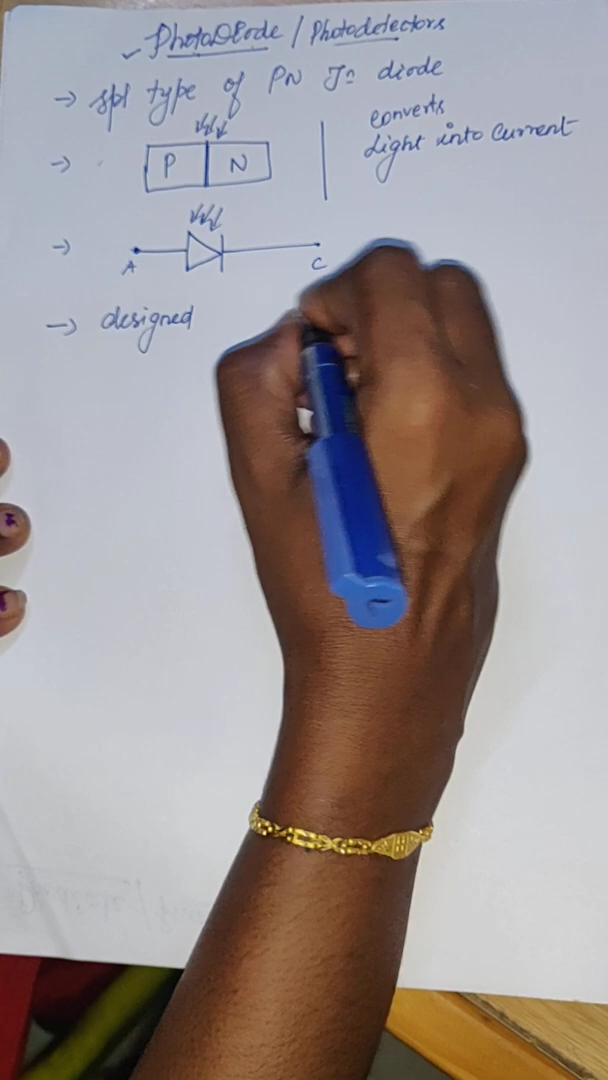 ✓ PhotoDiode / Photodetectors
→ spl type of PN Jn diode
→ P N
converts
Light into Current
→ A C
→ designed